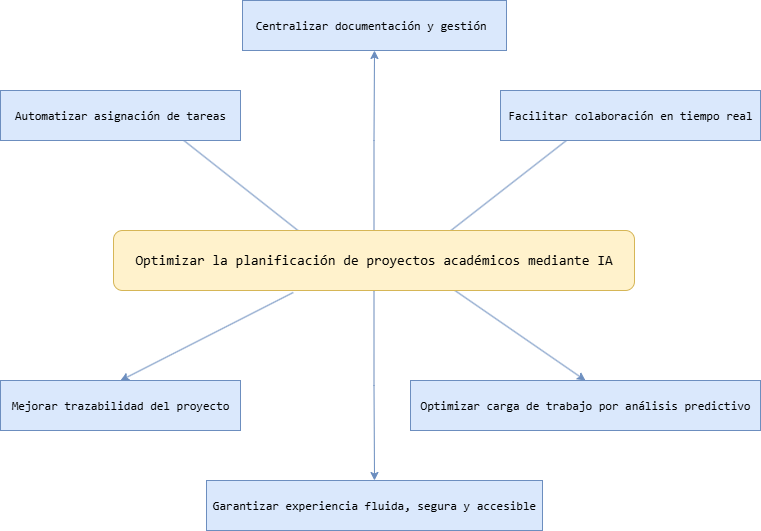 Centralizar documentación y gestión
Automatizar asignación de tareas
Facilitar colaboración en tiempo real
Optimizar la planificación de proyectos académicos mediante IA
Mejorar trazabilidad del proyecto
Optimizar carga de trabajo por análisis predictivo
Garantizar experiencia fluida, segura y accesible